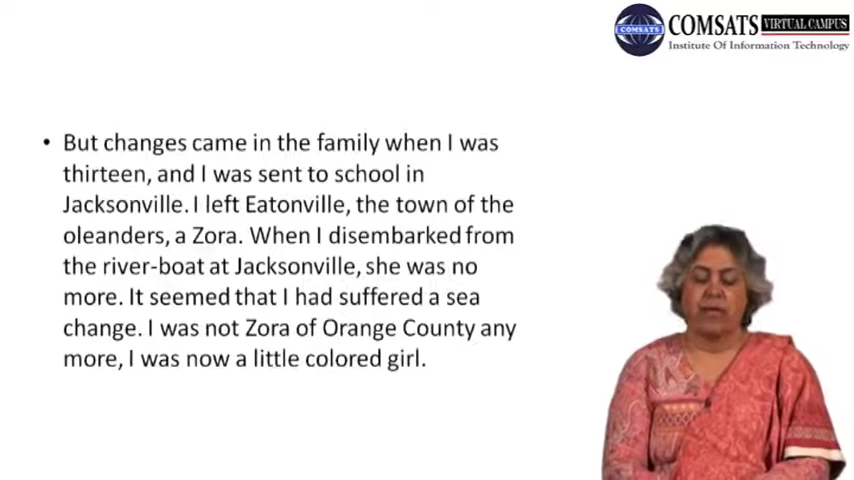 COMSATS VIRTUAL CAMPUS
COMSATS
Institute Of Information Technology
• But changes came in the family when I was
thirteen, and I was sent to school in
Jacksonville. I left Eatonville, the town of the
oleanders, a Zora. When I disembarked from
the river-boat at Jacksonville, she was no
more. It seemed that I had suffered a sea
change. I was not Zora of Orange County any
more, I was now a little colored girl.